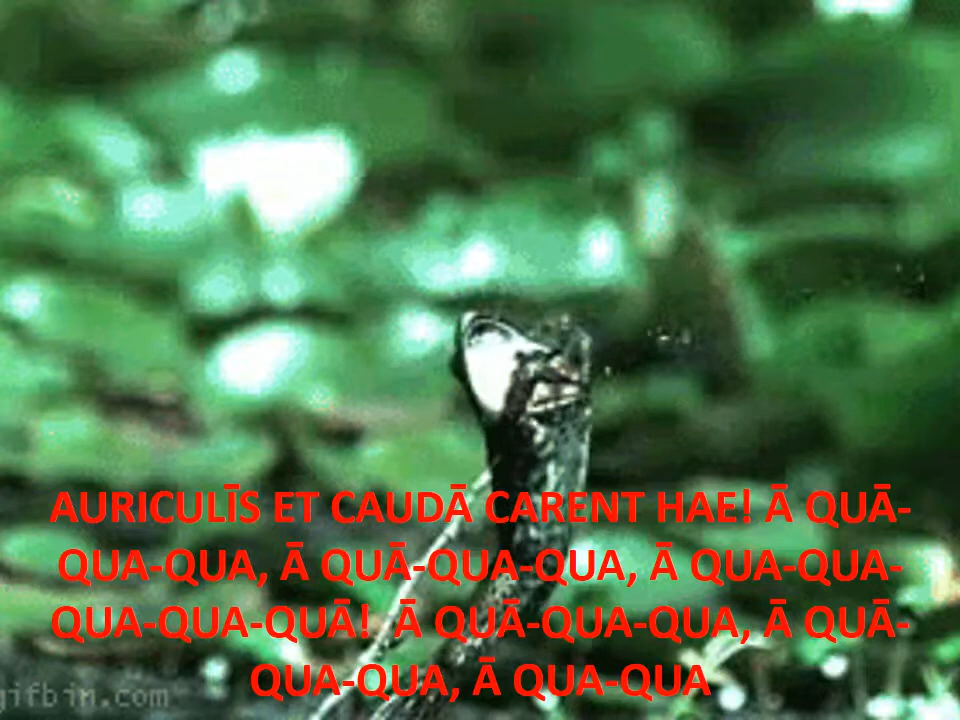 AURICULĪS ET CAUDĀ CARENT HAE! Ā QUĀ-
QUA-QUA, Ā QUĀ-QUA-QUA, Ā QUA-QUA-
QUA-QUA-QUĀ!  Ā QUĀ-QUA-QUA, Ā QUĀ-
QUA-QUA, Ā QUA-QUA
gifbin.com